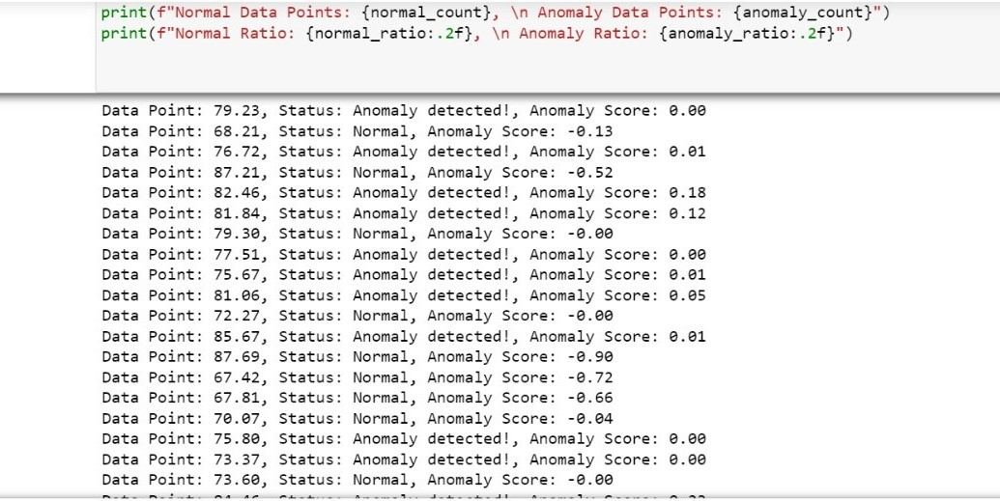 print(f"Normal Data Points: {normal_count}, \n Anomaly Data Points: {anomaly_count}")
print(f"Normal Ratio: {normal_ratio:.2f}, \n Anomaly Ratio: {anomaly_ratio:.2f}")
Data Point: 79.23, Status: Anomaly detected!, Anomaly Score: 0.00
Data Point: 68.21, Status: Normal, Anomaly Score: -0.13
Data Point: 76.72, Status: Anomaly detected!, Anomaly Score: 0.01
Data Point: 87.21, Status: Normal, Anomaly Score: -0.52
Data Point: 82.46, Status: Anomaly detected!, Anomaly Score: 0.18
Data Point: 81.84, Status: Anomaly detected!, Anomaly Score: 0.12
Data Point: 79.30, Status: Normal, Anomaly Score: -0.00
Data Point: 77.51, Status: Anomaly detected!, Anomaly Score: 0.00
Data Point: 75.67, Status: Anomaly detected!, Anomaly Score: 0.01
Data Point: 81.06, Status: Anomaly detected!, Anomaly Score: 0.05
Data Point: 72.27, Status: Normal, Anomaly Score: -0.00
Data Point: 85.67, Status: Anomaly detected!, Anomaly Score: 0.01
Data Point: 87.69, Status: Normal, Anomaly Score: -0.90
Data Point: 67.42, Status: Normal, Anomaly Score: -0.72
Data Point: 67.81, Status: Normal, Anomaly Score: -0.66
Data Point: 70.07, Status: Normal, Anomaly Score: -0.04
Data Point: 75.80, Status: Anomaly detected!, Anomaly Score: 0.00
Data Point: 73.37, Status: Anomaly detected!, Anomaly Score: 0.00
Data Point: 73.60, Status: Normal, Anomaly Score: -0.00